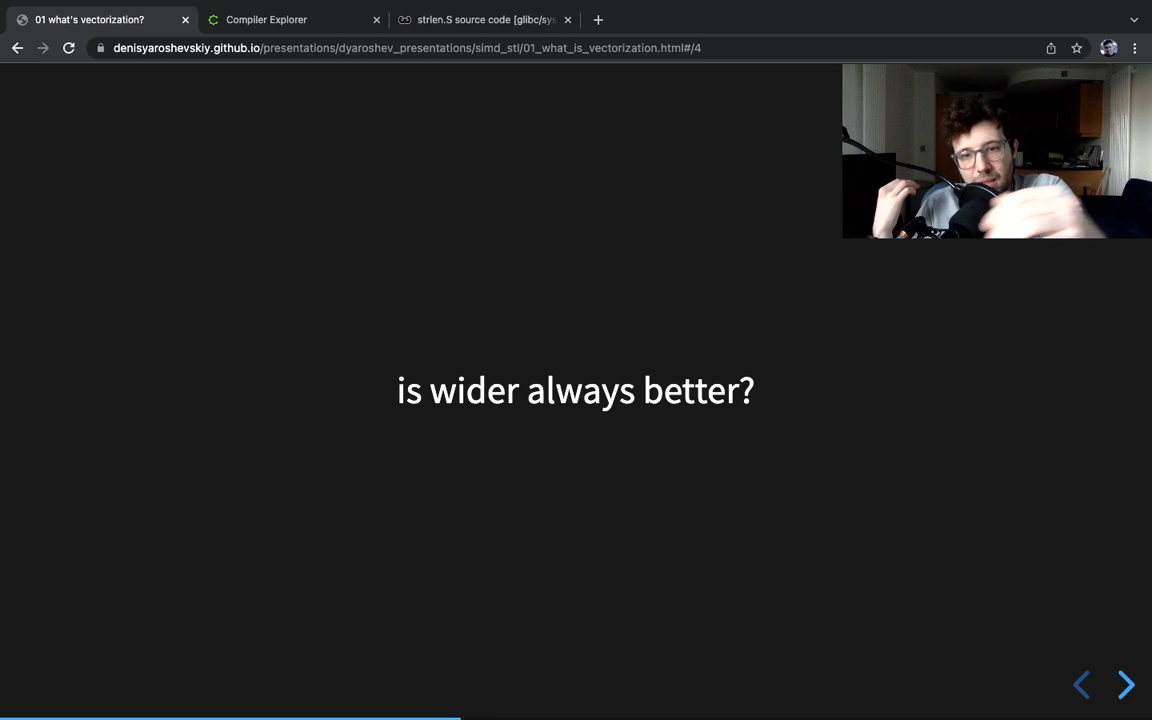 01 what's vectorization?
Compiler Explorer
strlen.S source code [glibc/sys
denisyaroshevskiy.github.io/presentations/dyaroshev_presentations/simd_stl/01_what_is_vectorization.html#/4
is wider always better?